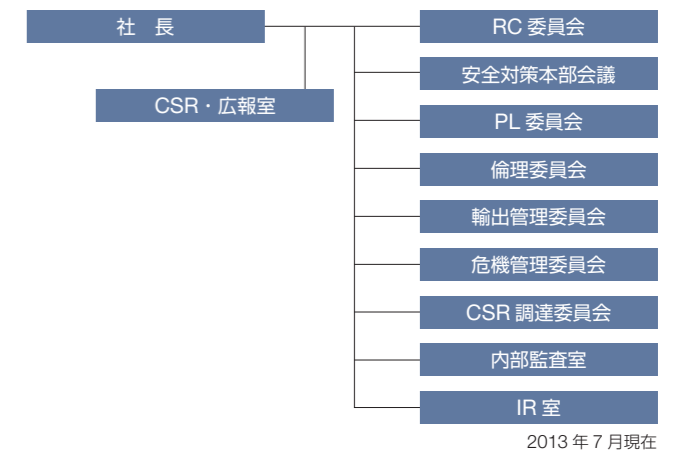 社　長
CSR・広報室
RC 委員会
安全対策本部会議
PL 委員会
倫理委員会
輸出管理委員会
危機管理委員会
CSR 調達委員会
内部監査室
IR 室
2013 年 7 月現在